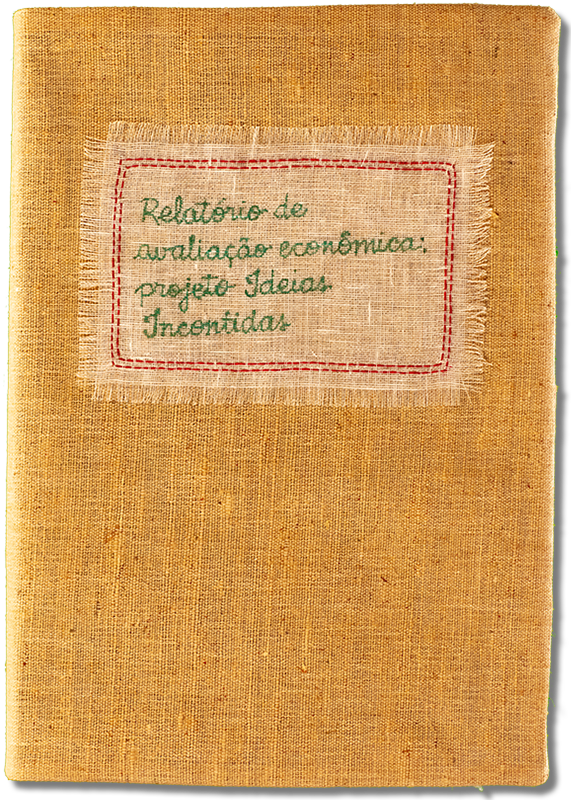 Relatório de
avaliação econômica:
projeto Ideias
Incontidas